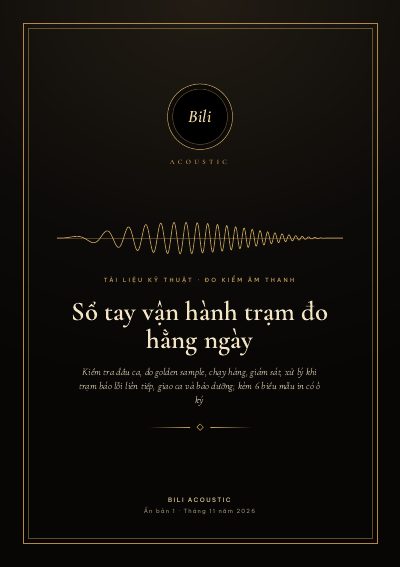 Bili
ACOUSTIC
TÀI LIỆU KỸ THUẬT · ĐO KIỂM ÂM THANH
Sổ tay vận hành trạm đo
hằng ngày
Kiểm tra đầu ca, đo golden sample, chạy hàng, giám sát, xử lý khi
trạm báo lỗi liên tiếp, giao ca và bảo dưỡng; kèm 6 biểu mẫu in có ô
ký
BILI ACOUSTIC
Ấn bản 1 · Tháng 11 năm 2026